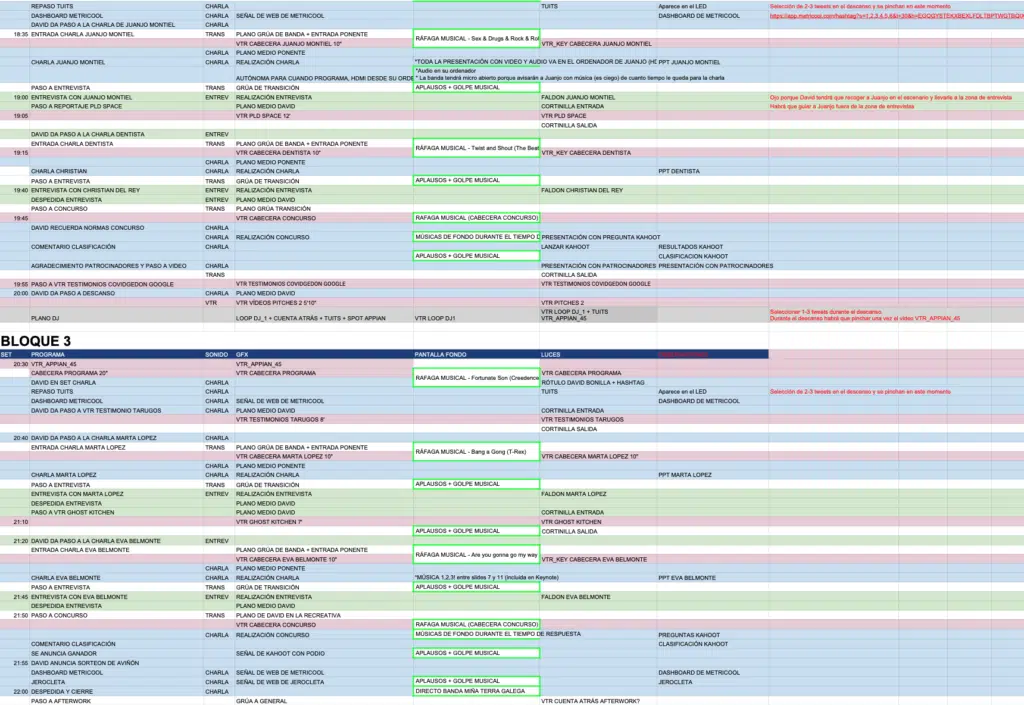 REPASO TUITS CHARLA TUITS Aparece en el LED Selección de 2-3 tweets en el descanso y se pinchan en este momento
DASHBOARD METRICOOL CHARLA SEÑAL DE WEB DE METRICOOL DASHBOARD DE METRICOOL
DAVID DA PASO A LA CHARLA DE JUANJO MONTIEL CHARLA
18:35 ENTRADA CHARLA JUANJO MONTIEL TRANS PLANO GRÚA DE BANDA + ENTRADA PONENTE
RÁFAGA MUSICAL - Sex & Drugs & Rock & Rol
VTR CABECERA JUANJO MONTIEL 10" VTR_KEY CABECERA JUANJO MONTIEL
CHARLA PLANO MEDIO PONENTE
CHARLA JUANJO MONTIEL CHARLA REALIZACIÓN CHARLA *TODA LA PRESENTACIÓN CON VIDEO Y AUDIO VA EN EL ORDENADOR DE JUANJO (HD PPT JUANJO MONTIEL
*Audio en su ordenador
AUTÓNOMA PARA CUANDO PROGRAMA, HDMI DESDE SU ORDE * La banda tendrá micro abierto porque avisarán a Juanjo con música (es ciego) de cuanto tiempo le queda para la charla
PASO A ENTREVISTA CHARLA GRÚA DE TRANSICIÓN APLAUSOS + GOLPE MUSICAL
19:00 ENTREVISTA CON JUANJO MONTIEL ENTREV REALIZACIÓN ENTREVISTA FALDON JUANJO MONTIEL Ojo porque David tendrá que recoger a Juanjo en el escenario y llevarle a la zona de entrevista
PASO A REPORTAJE PLD SPACE PLANO MEDIO DAVID CORTINILLA ENTRADA Habrá que guiar a Juanjo fuera de la zona de entrevistas
19:05 VTR PLD SPACE 12' VTR PLD SPACE
CORTINILLA SALIDA
DAVID DA PASO A LA CHARLA DENTISTA ENTREV
ENTRADA CHARLA DENTISTA TRANS PLANO GRÚA DE BANDA + ENTRADA PONENTE
RÁFAGA MUSICAL - Twist and Shout (The Beat
19:15 VTR CABECERA DENTISTA 10" VTR_KEY CABECERA DENTISTA
CHARLA PLANO MEDIO PONENTE
CHARLA CHRISTIAN CHARLA REALIZACIÓN CHARLA PPT DENTISTA
PASO A ENTREVISTA TRANS GRÚA DE TRANSICIÓN APLAUSOS + GOLPE MUSICAL
19:40 ENTREVISTA CON CHRISTIAN DEL REY ENTREV REALIZACIÓN ENTREVISTA FALDON CHRISTIAN DEL REY
DESPEDIDA ENTREVISTA ENTREV PLANO MEDIO DAVID
PASO A CONCURSO TRANS PLANO GRÚA TRANSICIÓN
19:45 VTR CABECERA CONCURSO RAFAGA MUSICAL (CABECERA CONCURSO)
DAVID RECUERDA NORMAS CONCURSO CHARLA
CHARLA REALIZACIÓN CONCURSO MÚSICAS DE FONDO DURANTE EL TIEMPO D PRESENTACIÓN CON PREGUNTA KAHOOT
COMENTARIO CLASIFICACIÓN CHARLA LANZAR KAHOOT RESULTADOS KAHOOT
APLAUSOS + GOLPE MUSICAL CLASIFICACION KAHOOT
AGRADECIMIENTO PATROCINADORES Y PASO A VIDEO CHARLA PRESENTACIÓN CON PATROCINADORES PRESENTACIÓN CON PATROCINADORES
TRANS CORTINILLA SALIDA
19:55 PASO A VTR TESTIMONIOS COVIDGEDON GOOGLE VTR TESTIMONIOS COVIDGEDON GOOGLE VTR TESTIMONIOS COVIDGEDON GOOGLE
20:00 DAVID DA PASO A DESCANSO CHARLA PLANO MEDIO DAVID
VTR VTR VÍDEOS PITCHES 2 5'10" VTR PITCHES 2
PLANO DJ LOOP DJ_1 + CUENTA ATRÁS + TUITS + SPOT APPIAN VTR LOOP DJ1 VTR LOOP DJ_1 + TUITS Seleccionar 1-3 tweets durante el descanso.
VTR_APPIAN_45 Durante el descanso habrá que pinchar una vez el video VTR_APPIAN_45
BLOQUE 3
SET PROGRAMA SONIDO GFX PANTALLA FONDO LUCES
20:30 VTR_APPIAN_45 VTR_APPIAN_45
CABECERA PROGRAMA 20" VTR CABECERA PROGRAMA VTR CABECERA PROGRAMA
RAFAGA MUSICAL - Fortunate Son (Creedence
DAVID EN SET CHARLA CHARLA RÓTULO DAVID BONILLA + HASHTAG
REPASO TUITS CHARLA TUITS Aparece en el LED Selección de 2-3 tweets en el descanso y se pinchan en este momento
DASHBOARD METRICOOL CHARLA SEÑAL DE WEB DE METRICOOL DASHBOARD DE METRICOOL
DAVID DA PASO A VTR TESTIMONIO TARUGOS CHARLA PLANO MEDIO DAVID CORTINILLA ENTRADA
VTR TESTIMONIOS TARUGOS 8' VTR TESTIMONIOS TARUGOS
CORTINILLA SALIDA
20:40 DAVID DA PASO A LA CHARLA MARTA LOPEZ CHARLA
ENTRADA CHARLA MARTA LOPEZ TRANS PLANO GRÚA DE BANDA + ENTRADA PONENTE
RÁFAGA MUSICAL - Bang a Gong (T-Rex)
VTR CABECERA MARTA LOPEZ 10" VTR CABECERA MARTA LOPEZ 10"
CHARLA PLANO MEDIO PONENTE
CHARLA MARTA LOPEZ CHARLA REALIZACIÓN CHARLA PPT MARTA LOPEZ
PASO A ENTREVISTA TRANS GRÚA DE TRANSICIÓN APLAUSOS + GOLPE MUSICAL
ENTREVISTA CON MARTA LOPEZ ENTREV REALIZACIÓN ENTREVISTA FALDON MARTA LOPEZ
DESPEDIDA ENTREVISTA PLANO MEDIO DAVID
PASO A VTR GHOST KITCHEN PLANO MEDIO DAVID CORTINILLA ENTRADA
21:10 VTR GHOST KITCHEN 7' VTR GHOST KITCHEN
APLAUSOS + GOLPE MUSICAL CORTINILLA SALIDA
21:20 DAVID DA PASO A LA CHARLA EVA BELMONTE ENTREV
ENTRADA CHARLA EVA BELMONTE PLANO GRÚA DE BANDA + ENTRADA PONENTE
RÁFAGA MUSICAL - Are you gonna go my way
VTR CABECERA EVA BELMONTE 10" VTR_KEY CABECERA EVA BELMONTE
CHARLA PLANO MEDIO PONENTE
CHARLA EVA BELMONTE CHARLA REALIZACIÓN CHARLA *MÚSICA 1,2,3! entre slides 7 y 11 (incluida en Keynote) PPT EVA BELMONTE
PASO A ENTREVISTA TRANS GRÚA DE TRANSICIÓN APLAUSOS + GOLPE MUSICAL
21:45 ENTREVISTA CON EVA BELMONTE ENTREV REALIZACIÓN ENTREVISTA FALDON EVA BELMONTE
DESPEDIDA ENTREVISTA PLANO MEDIO DAVID
21:50 PASO A CONCURSO TRANS PLANO DE DAVID EN LA RECREATIVA
VTR CABECERA CONCURSO RAFAGA MUSICAL (CABECERA CONCURSO)
CHARLA REALIZACIÓN CONCURSO MÚSICAS DE FONDO DURANTE EL TIEMPO DE RESPUESTA PREGUNTAS KAHOOT
COMENTARIO CLASIFICACIÓN CLASIFICACIÓN KAHOOT
SE ANUNCIA GANADOR SEÑAL DE KAHOOT CON PODIO APLAUSOS + GOLPE MUSICAL
21:55 DAVID ANUNCIA SORTEON DE AVIÑÓN
DASHBOARD METRICOOL CHARLA SEÑAL DE WEB DE METRICOOL DASHBOARD DE METRICOOL
JEROCLETA CHARLA SEÑAL DE WEB DE JEROCLETA APLAUSOS + GOLPE MUSICAL JEROCLETA
22:00 DESPEDIDA Y CIERRE CHARLA DIRECTO BANDA MIÑA TERRA GALEGA
PASO A AFTERWORK GRÚA A GENERAL VTR CUENTA ATRÁS AFTERWORK?